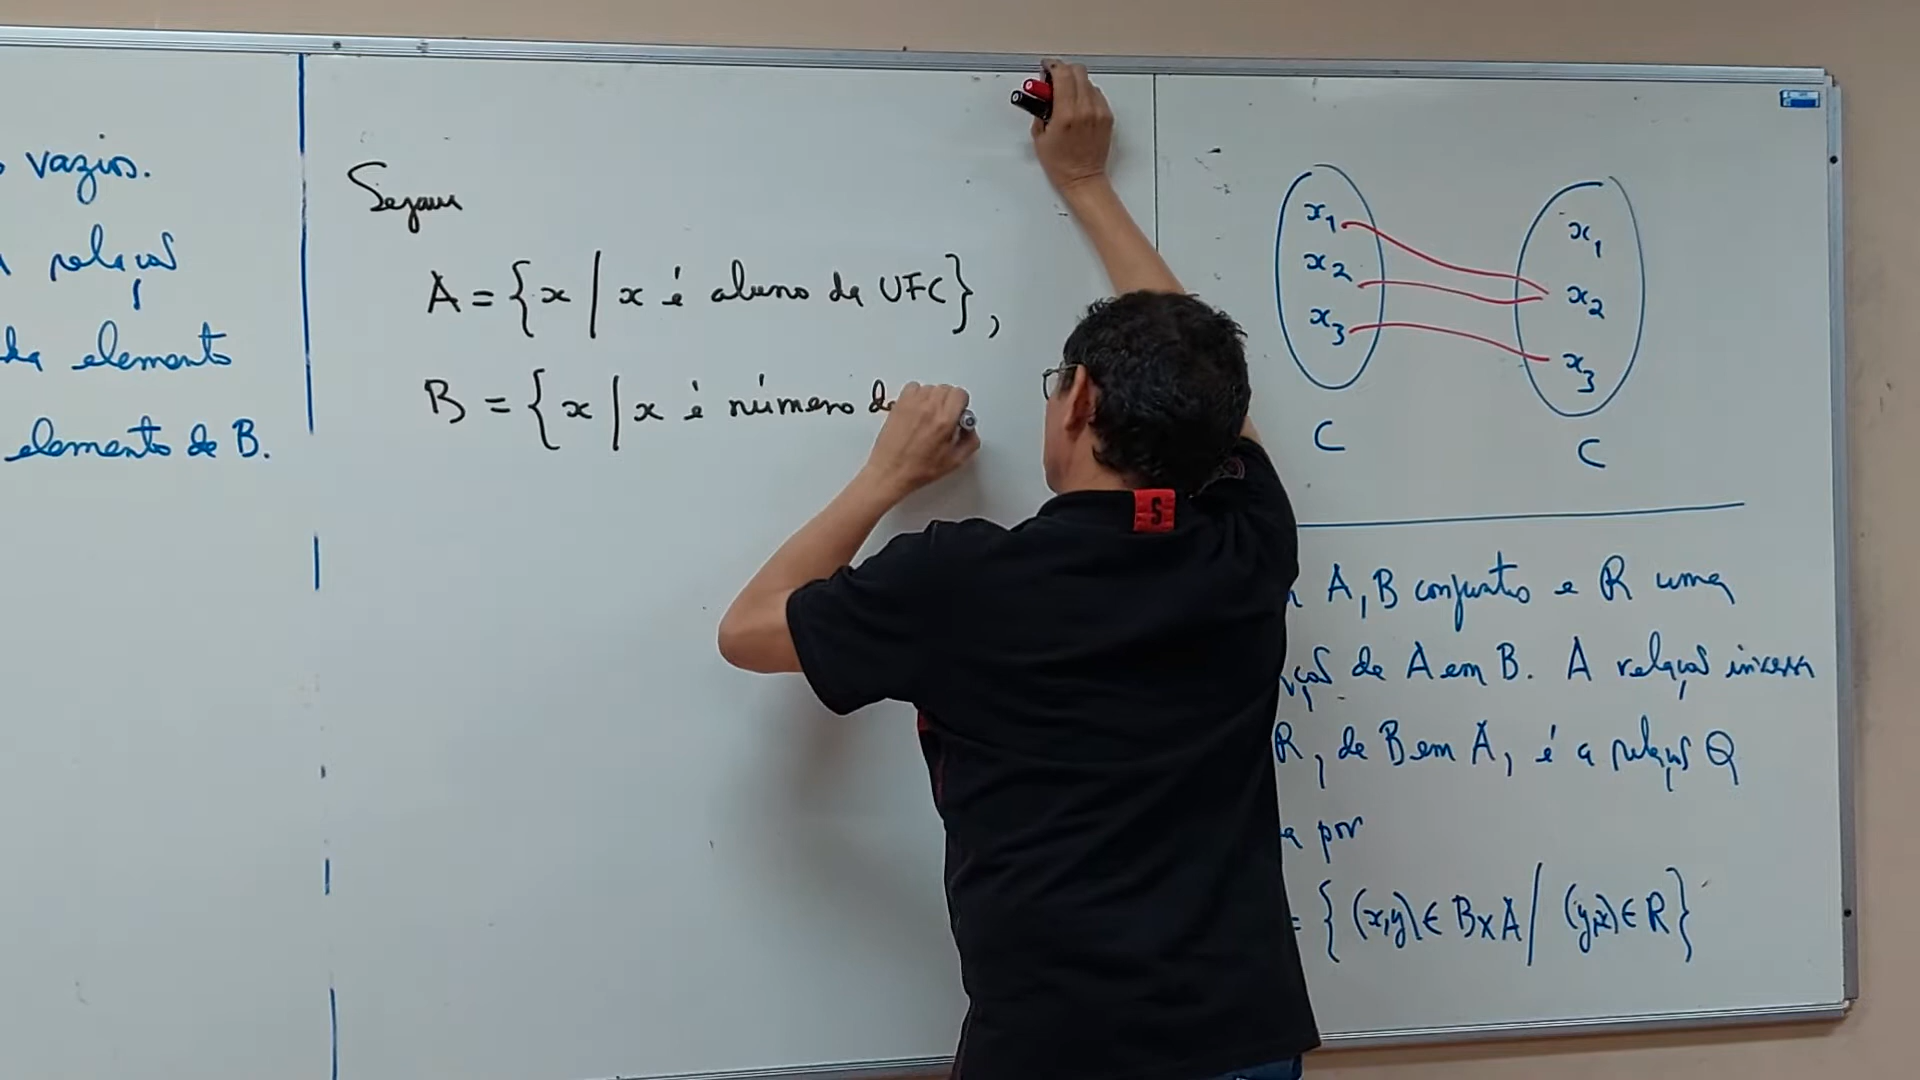 vazios.
relação
elemento
elemento de B.
Sejam
A = {x / x é aluno da UFC},
B = {x / x é número de
x₁
x₂
x₃
x₁
x₂
x₃
C
C
A, B conjuntos e R uma
de A em B. A relação inversa
R, de B em A, é a relação Q
por
= {(x,y) ∈ B×A / (y,x) ∈ R}
S